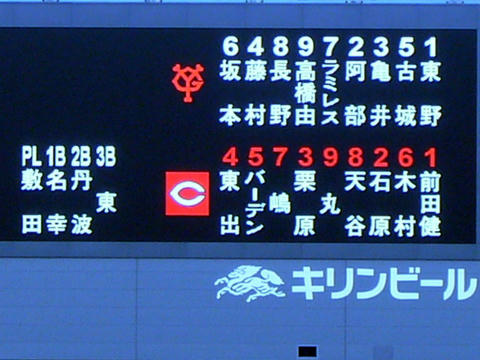 6 4 8 9 7 2 3 5 1
坂本 藤村 長野 高橋由 ラミレス 阿部 亀井 古城 東野
PL 1B 2B 3B
敷田 名幸 丹波 東
4 5 7 3 9 8 2 6 1
東出 バーデン 嶋 栗原 丸 天谷 石原 木村 前田健
キリンビール